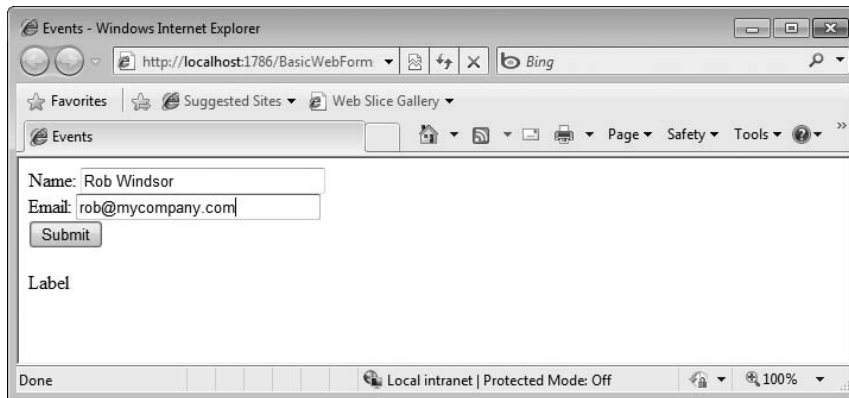 Events - Windows Internet Explorer
http://localhost:1786/BasicWebForm
Bing
Favorites Suggested Sites Web Slice Gallery
Events Page Safety Tools »
Name: Rob Windsor
Email: rob@mycompany.com
Submit
Label
Done Local intranet | Protected Mode: Off 100%